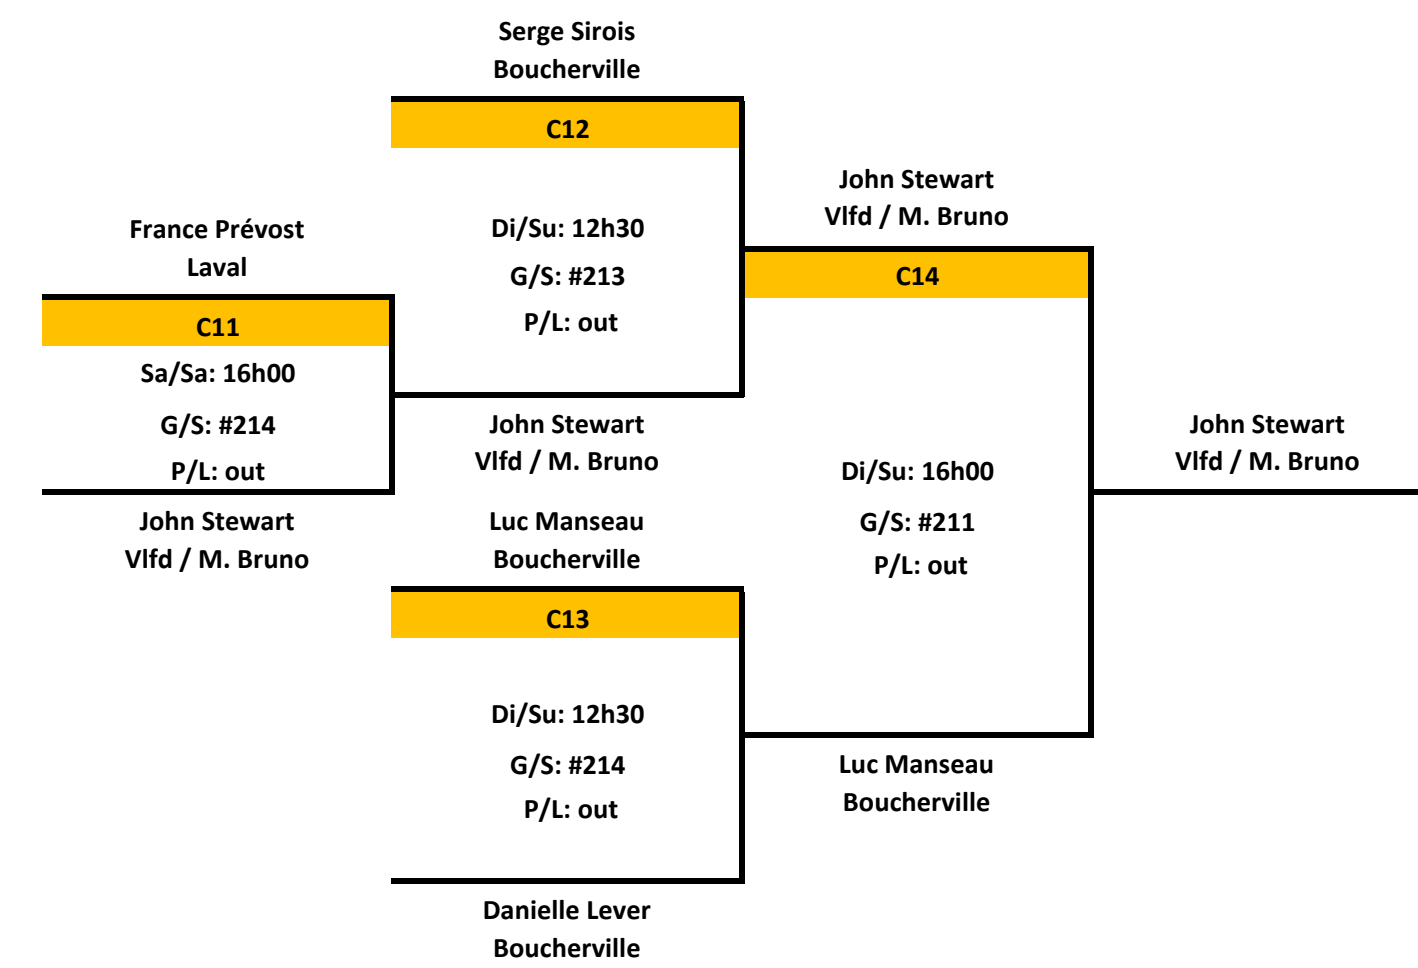 Serge Sirois
Boucherville
C12
Di/Su: 12h30
G/S: #213
P/L: out
John Stewart
Vlfd / M. Bruno
France Prévost
Laval
C11
Sa/Sa: 16h00
G/S: #214
P/L: out
John Stewart
Vlfd / M. Bruno
John Stewart
Vlfd / M. Bruno
C14
Di/Su: 16h00
G/S: #211
P/L: out
John Stewart
Vlfd / M. Bruno
Luc Manseau
Boucherville
C13
Di/Su: 12h30
G/S: #214
P/L: out
Luc Manseau
Boucherville
Danielle Lever
Boucherville